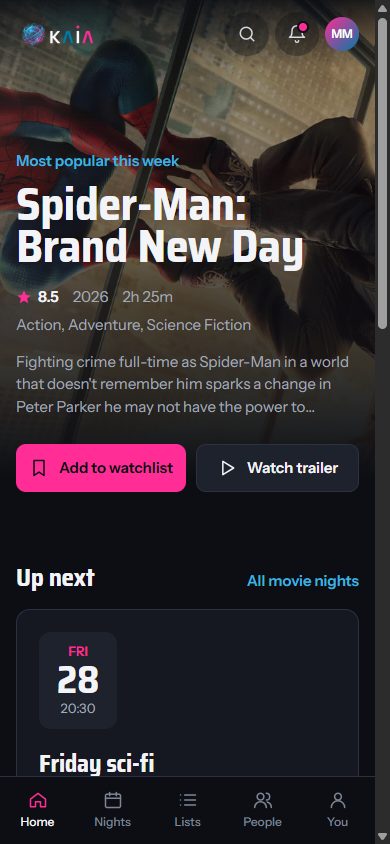 KAIA
MM
Most popular this week
Spider-Man:
Brand New Day
8.5 2026 2h 25m
Action, Adventure, Science Fiction
Fighting crime full-time as Spider-Man in a world
that doesn't remember him sparks a change in
Peter Parker he may not have the power to...
Add to watchlist
Watch trailer
Up next
All movie nights
FRI
28
20:30
Friday sci-fi
Home
Nights
Lists
People
You